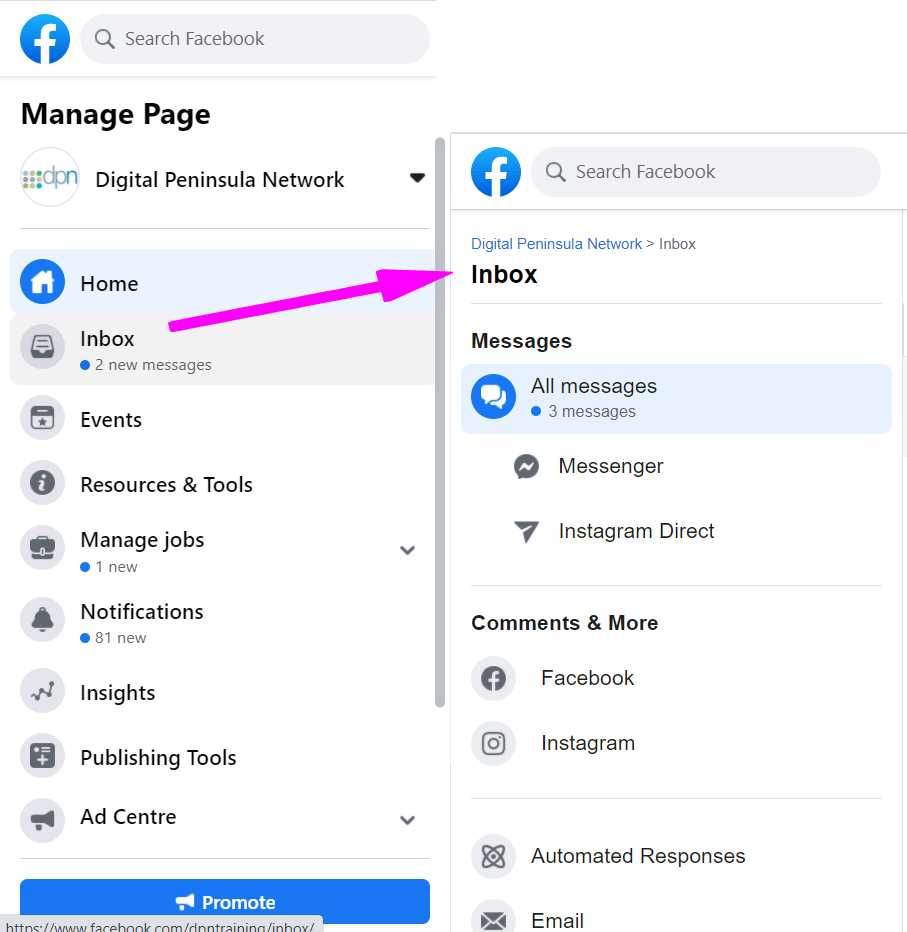 Search Facebook
Manage Page
dpn
Digital Peninsula Network
Home
Inbox
2 new messages
Events
Resources & Tools
Manage jobs
1 new
Notifications
81 new
Insights
Publishing Tools
Ad Centre
Promote
https://www.facebook.com/dpntraining/inbox/
Search Facebook
Digital Peninsula Network > Inbox
Inbox
Messages
All messages
3 messages
Messenger
Instagram Direct
Comments & More
Facebook
Instagram
Automated Responses
Email